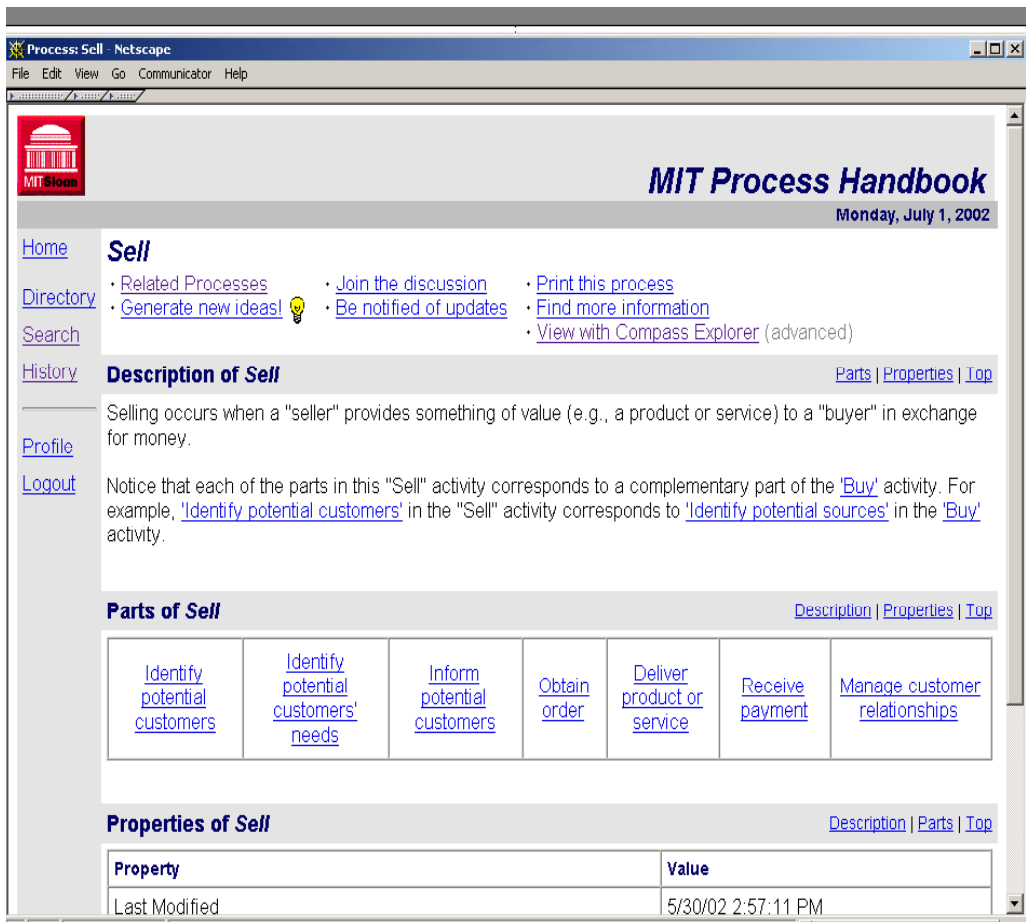 Process: Sell - Netscape
File Edit View Go Communicator Help
MITSloan
MIT Process Handbook
Monday, July 1, 2002
Home
Directory
Search
History
Profile
Logout
Sell
· Related Processes · Join the discussion · Print this process
· Generate new ideas! · Be notified of updates · Find more information
· View with Compass Explorer (advanced)
Description of Sell Parts | Properties | Top
Selling occurs when a "seller" provides something of value (e.g., a product or service) to a "buyer" in exchange
for money.
Notice that each of the parts in this "Sell" activity corresponds to a complementary part of the 'Buy' activity. For
example, 'Identify potential customers' in the "Sell" activity corresponds to 'Identify potential sources' in the 'Buy'
activity.
Parts of Sell Description | Properties | Top
Identify
potential
customers
Identify
potential
customers'
needs
Inform
potential
customers
Obtain
order
Deliver
product or
service
Receive
payment
Manage customer
relationships
Properties of Sell Description | Parts | Top
Property Value
Last Modified 5/30/02 2:57:11 PM